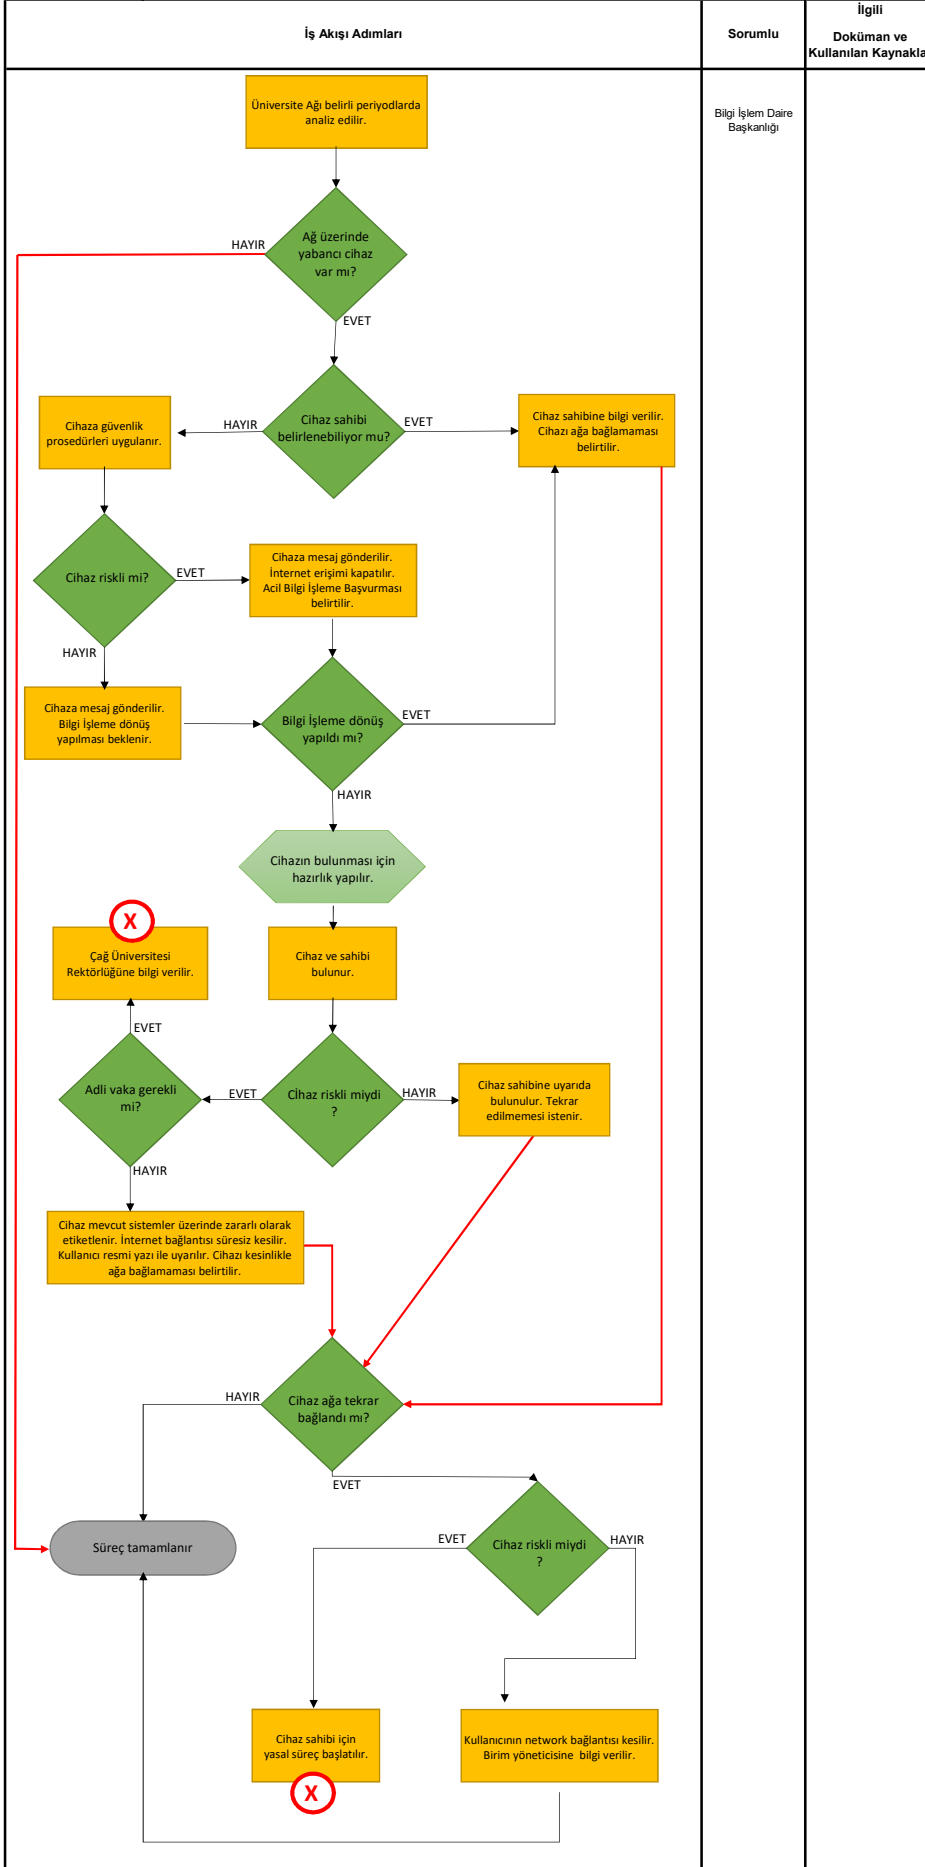 İş Akışı Adımları
Sorumlu
İlgili
Doküman ve
Kullanılan Kaynakla
Üniversite Ağı belirli periyodlarda
analiz edilir.
Bilgi İşlem Daire
Başkanlığı
Ağ üzerinde
yabancı cihaz
var mı?
HAYIR
EVET
Cihaz sahibi
belirlenebiliyor mu?
HAYIR
EVET
Cihaza güvenlik
prosedürleri uygulanır.
Cihaz sahibine bilgi verilir.
Cihazı ağa bağlamaması
belirtilir.
Cihaz riskli mi?
EVET
HAYIR
Cihaza mesaj gönderilir.
İnternet erişimi kapatılır.
Acil Bilgi İşleme Başvurması
belirtilir.
Cihaza mesaj gönderilir.
Bilgi İşleme dönüş
yapılması beklenir.
Bilgi İşleme dönüş
yapıldı mı?
EVET
HAYIR
Cihazın bulunması için
hazırlık yapılır.
X
Çağ Üniversitesi
Rektörlüğüne bilgi verilir.
Cihaz ve sahibi
bulunur.
EVET
Adli vaka gerekli
mi?
EVET
Cİhaz riskli miydi
?
HAYIR
Cihaz sahibine uyarıda
bulunulur. Tekrar
edilmemesi istenir.
HAYIR
Cihaz mevcut sistemler üzerinde zararlı olarak
etiketlenir. İnternet bağlantısı süresiz kesilir.
Kullanıcı resmi yazı ile uyarılır. Cihazı kesinlikle
ağa bağlamaması belirtilir.
Cihaz ağa tekrar
bağlandı mı?
HAYIR
EVET
Süreç tamamlanır
EVET
Cihaz riskli miydi
?
HAYIR
Cihaz sahibi için
yasal süreç başlatılır.
X
Kullanıcının network bağlantısı kesilir.
Birim yöneticisine bilgi verilir.